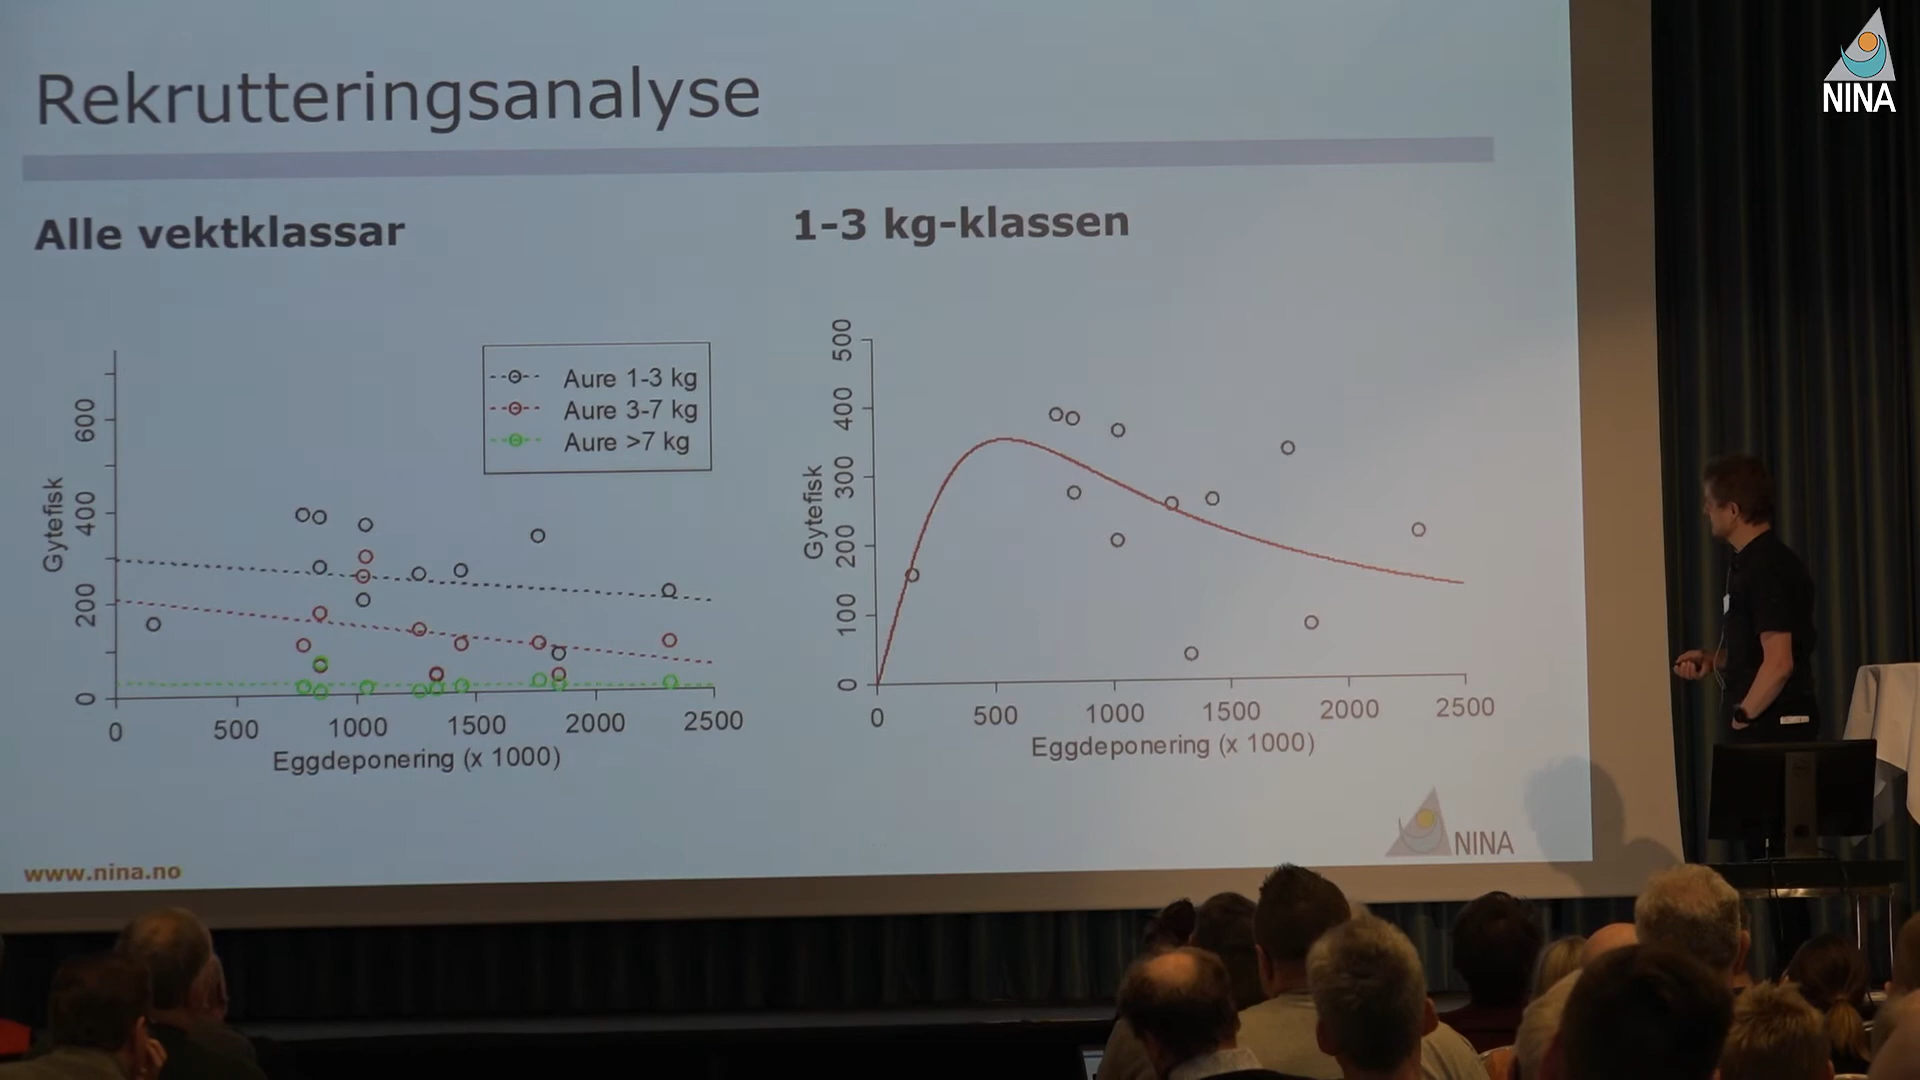 NINA
Rekrutteringsanalyse
Alle vektklassar
1-3 kg-klassen
Aure 1-3 kg
Aure 3-7 kg
Aure >7 kg
Gytefisk
0
200
400
600
0
500
1000
1500
2000
2500
Eggdeponering (x 1000)
Gytefisk
0
100
200
300
400
500
0
500
1000
1500
2000
2500
Eggdeponering (x 1000)
www.nina.no
NINA